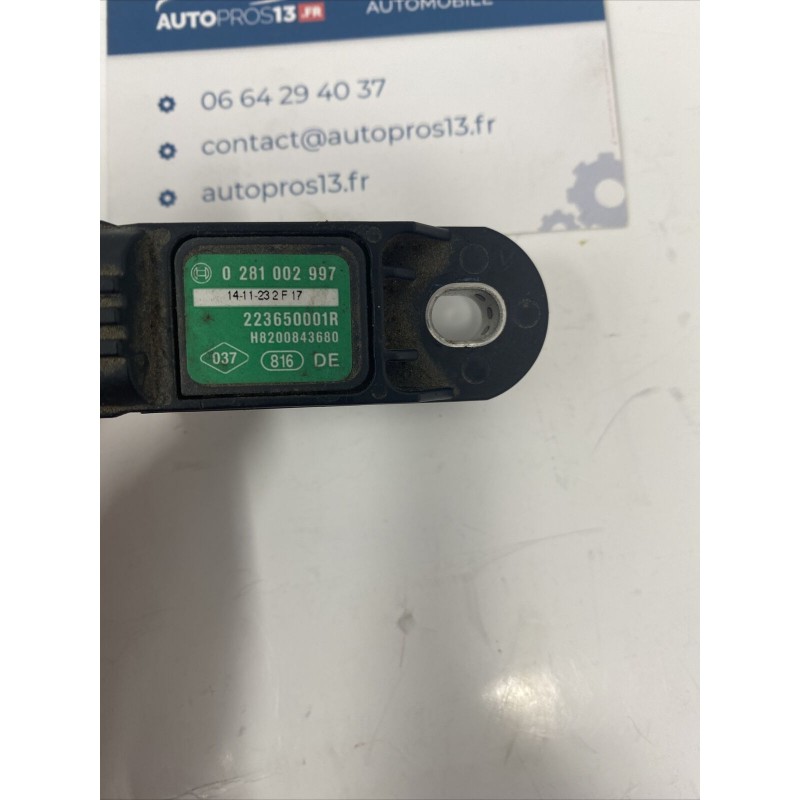 AUTOPROS13.FR
AUTOMOBILE
06 64 29 40 37
contact@autopros13.fr
autopros13.fr
0 281 002 997
14-11-23 2 F 17
223650001R
H8200843680
037 816 DE